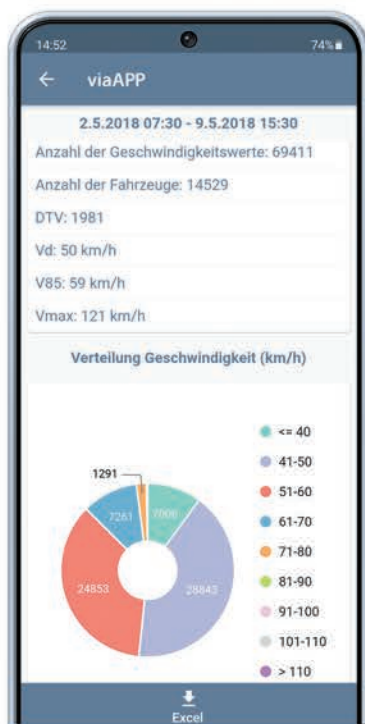 14:52
74%
viaAPP
2.5.2018 07:30 - 9.5.2018 15:30
Anzahl der Geschwindigkeitswerte: 69411
Anzahl der Fahrzeuge: 14529
DTV: 1981
Vd: 50 km/h
V85: 59 km/h
Vmax: 121 km/h
Verteilung Geschwindigkeit (km/h)
<= 40
41-50
1291
51-60
7261
61-70
71-80
24853
28843
81-90
91-100
101-110
> 110
Excel